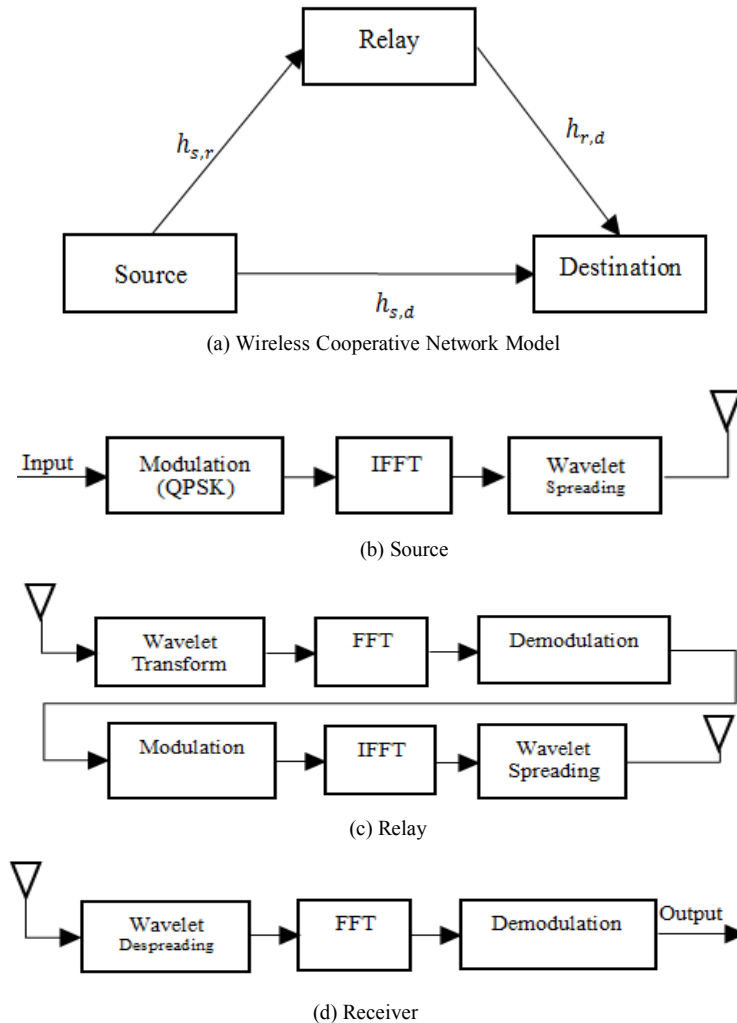 Relay
h_{s,r}
h_{r,d}
Source
Destination
h_{s,d}
(a) Wireless Cooperative Network Model
Input
Modulation
(QPSK)
IFFT
Wavelet
Spreading
(b) Source
Wavelet
Transform
FFT
Demodulation
Modulation
IFFT
Wavelet
Spreading
(c) Relay
Wavelet
Despreading
FFT
Demodulation
Output
(d) Receiver